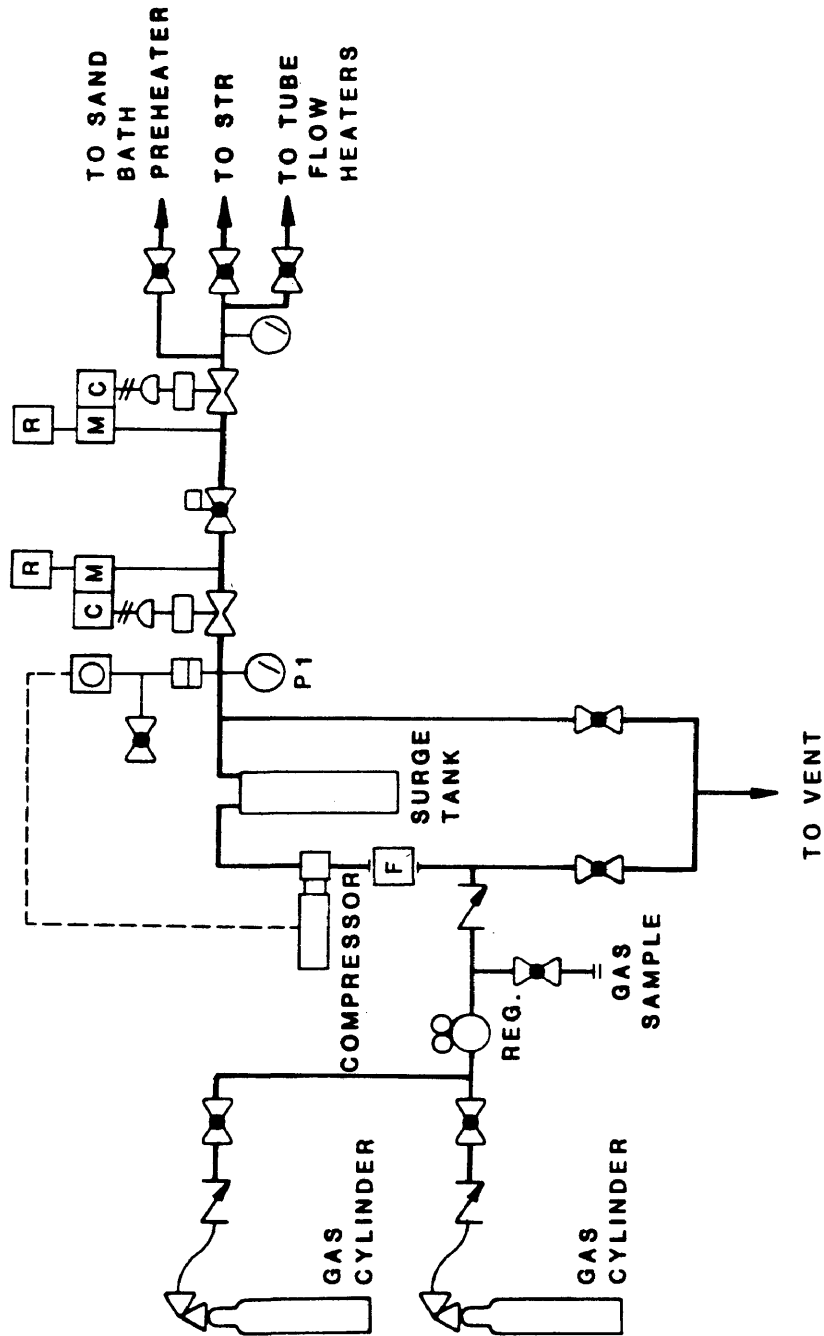 R
R
C
M
M
C
TO SAND
BATH
PREHEATER
TO STR
TO TUBE
FLOW
HEATERS
P1
SURGE
TANK
F
COMPRESSOR
REG.
GAS
SAMPLE
GAS
CYLINDER
GAS
CYLINDER
TO VENT